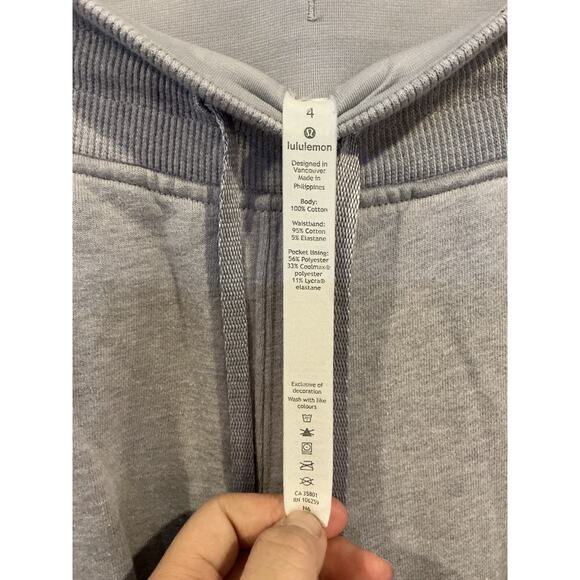 4
lululemon
Designed in
Vancouver
Made in
Philippines
Body:
100% Cotton
Waistband:
95% Cotton
5% Elastane
Pocket lining:
56% Polyester
33% Coolmax®
polyester
11% Lycra®
elastane
Exclusive of
decoration
Wash with like
colours
CA 35801
RN 106259